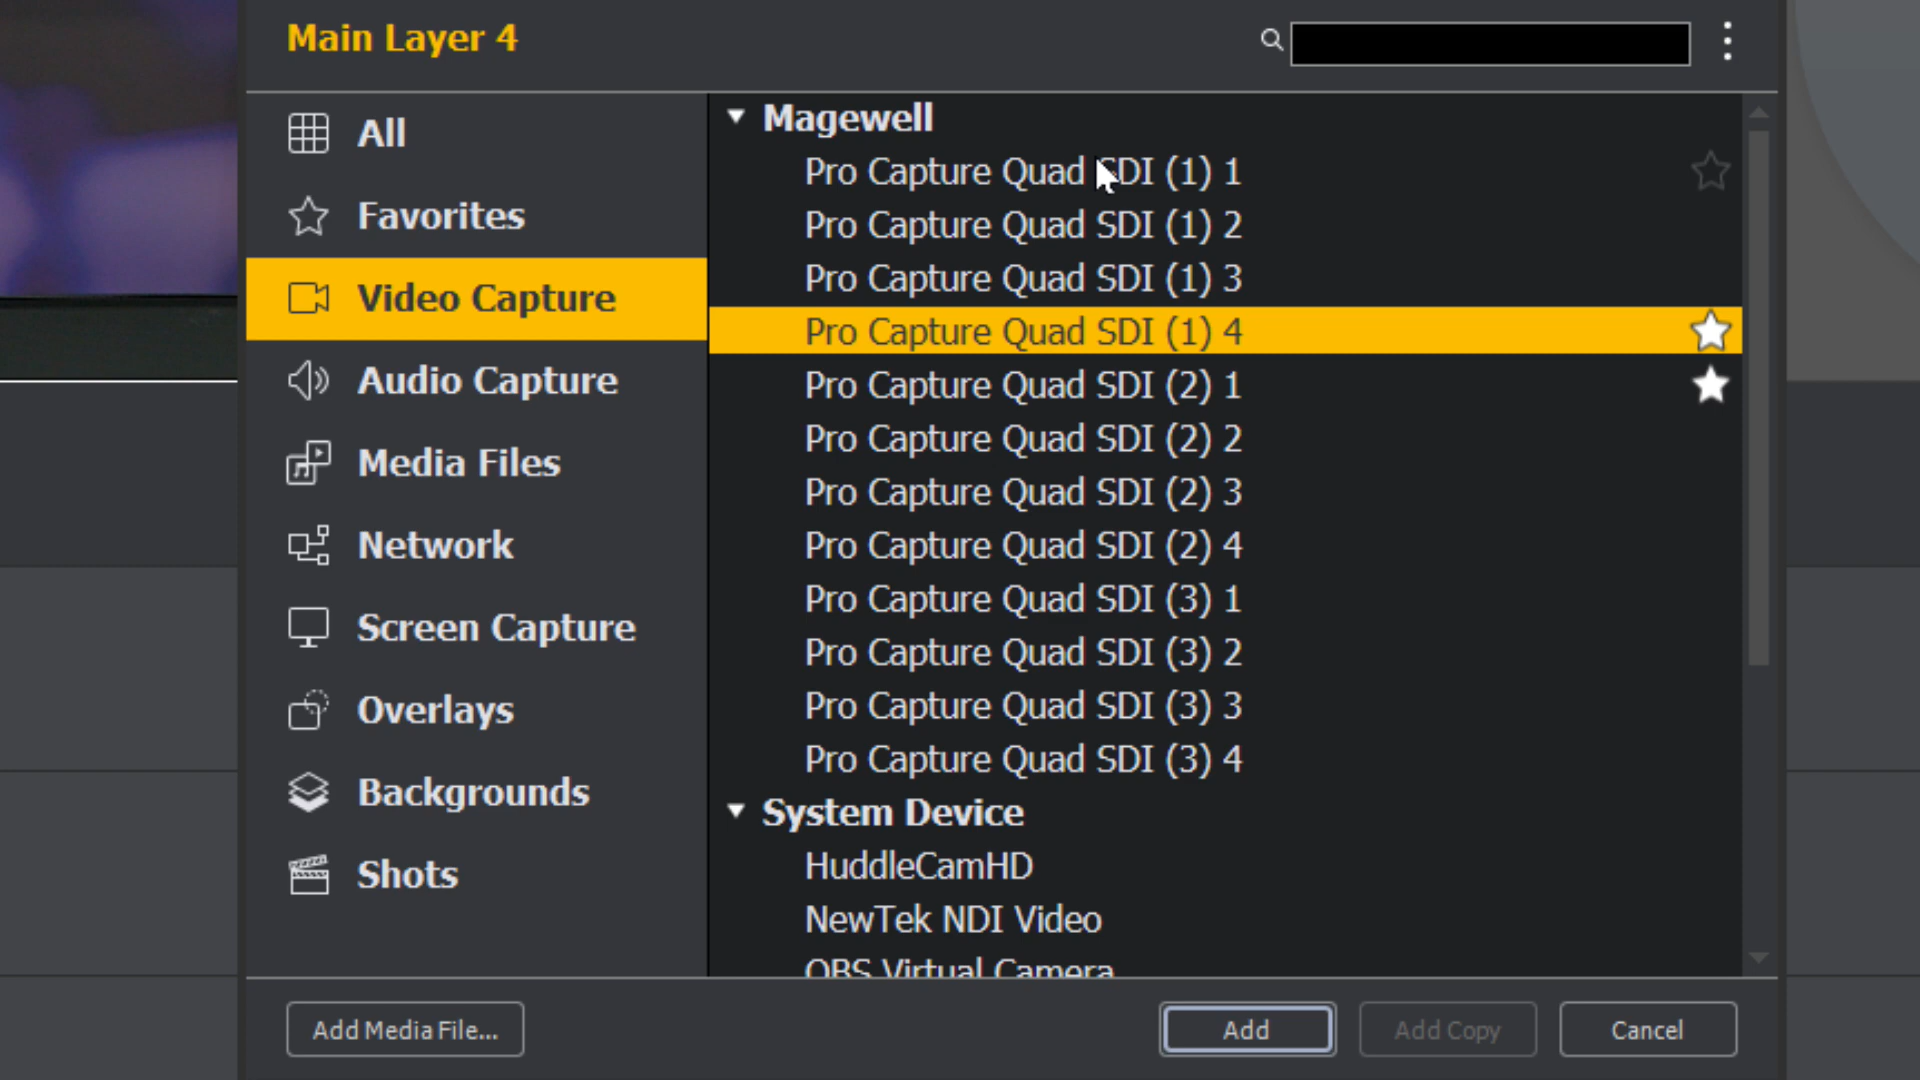 Main Layer 4
All
Favorites
Video Capture
Audio Capture
Media Files
Network
Screen Capture
Overlays
Backgrounds
Shots
Magewell
Pro Capture Quad SDI (1) 1
Pro Capture Quad SDI (1) 2
Pro Capture Quad SDI (1) 3
Pro Capture Quad SDI (1) 4
Pro Capture Quad SDI (2) 1
Pro Capture Quad SDI (2) 2
Pro Capture Quad SDI (2) 3
Pro Capture Quad SDI (2) 4
Pro Capture Quad SDI (3) 1
Pro Capture Quad SDI (3) 2
Pro Capture Quad SDI (3) 3
Pro Capture Quad SDI (3) 4
System Device
HuddleCamHD
NewTek NDI Video
OBS Virtual Camera
Add Media File...
Add
Add Copy
Cancel